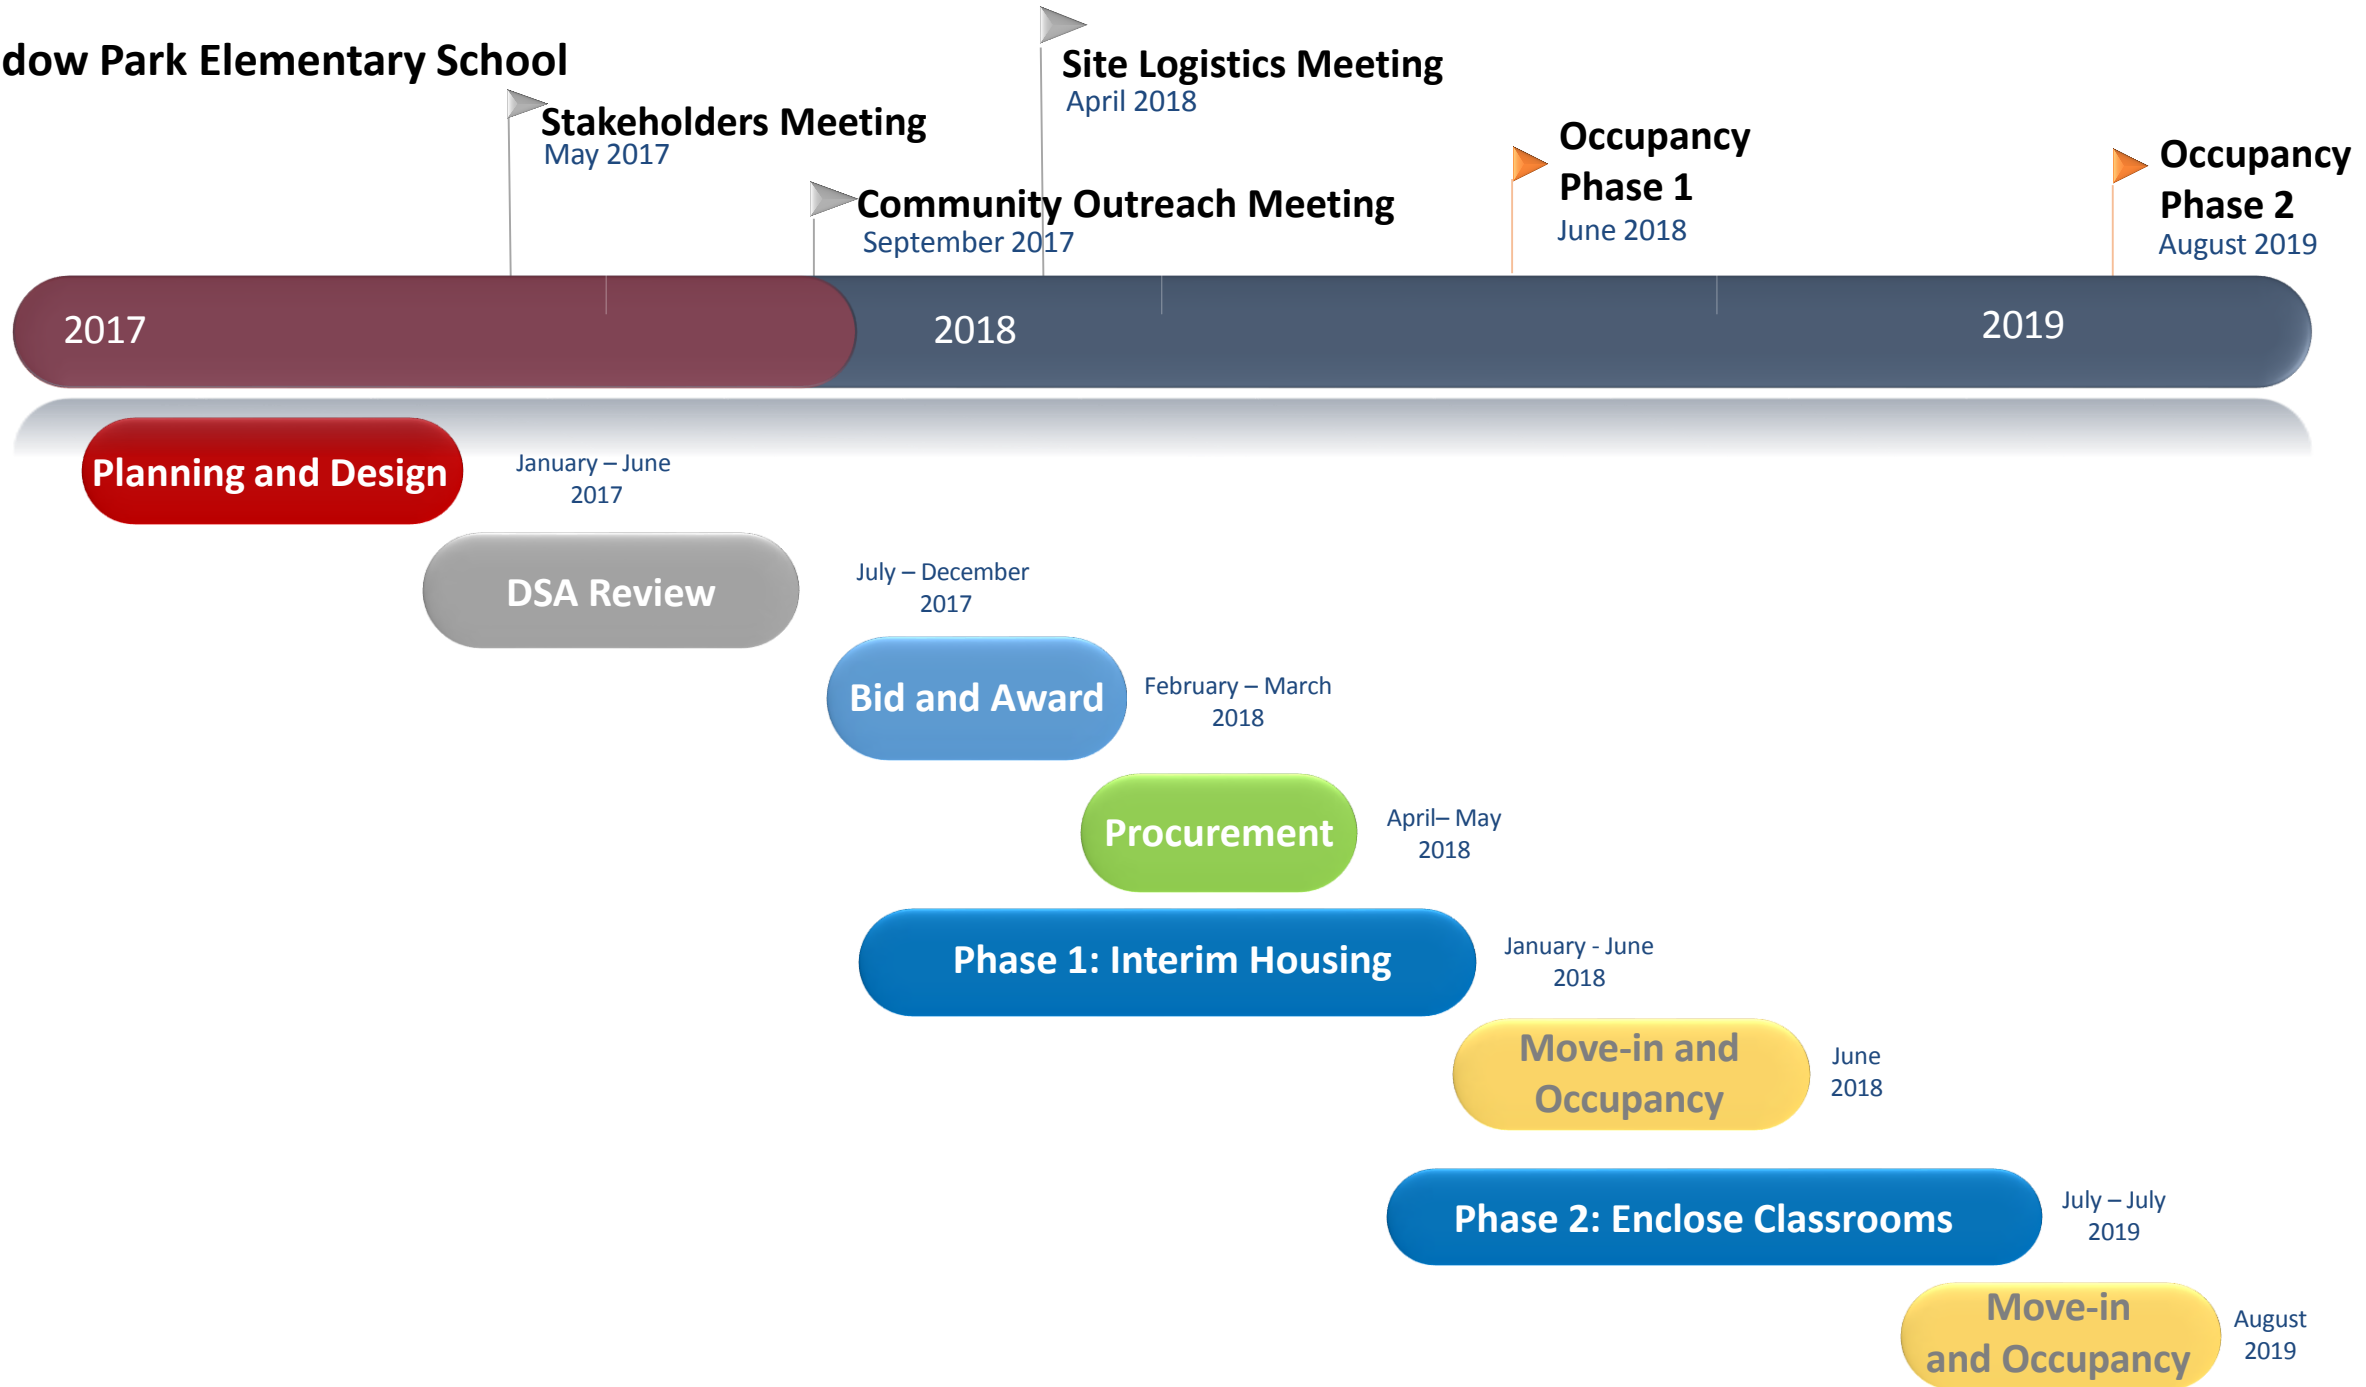 dow Park Elementary School
Site Logistics Meeting
April 2018
Stakeholders Meeting
May 2017
Occupancy
Phase 1
June 2018
Occupancy
Phase 2
August 2019
Community Outreach Meeting
September 2017
2017
2018
2019
Planning and Design
January – June
2017
DSA Review
July – December
2017
Bid and Award
February – March
2018
Procurement
April– May
2018
Phase 1: Interim Housing
January - June
2018
Move-in and
Occupancy
June
2018
Phase 2: Enclose Classrooms
July – July
2019
Move-in
and Occupancy
August
2019